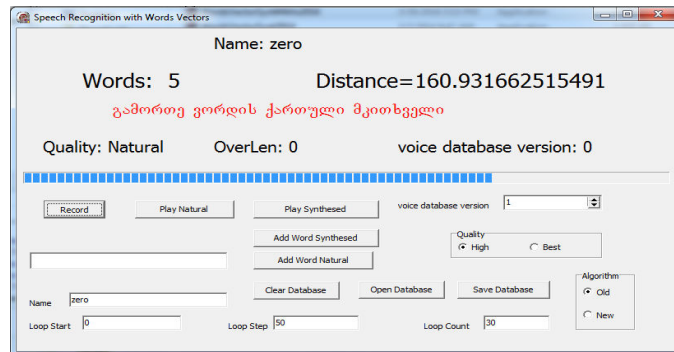 Speech Recognition with Words Vectors
Name: zero
Words: 5 Distance=160.931662515491
გამორთე ვორდის ქართული მკითხველი
Quality: Natural OverLen: 0 voice database version: 0
Record Play Natural Play Synthesed voice database version 1
Add Word Synthesed Quality
High Best
Add Word Natural
Clear Database Open Database Save Database Algorithm
Old
Name zero
New
Loop Start 0 Loop Step 50 Loop Count 30